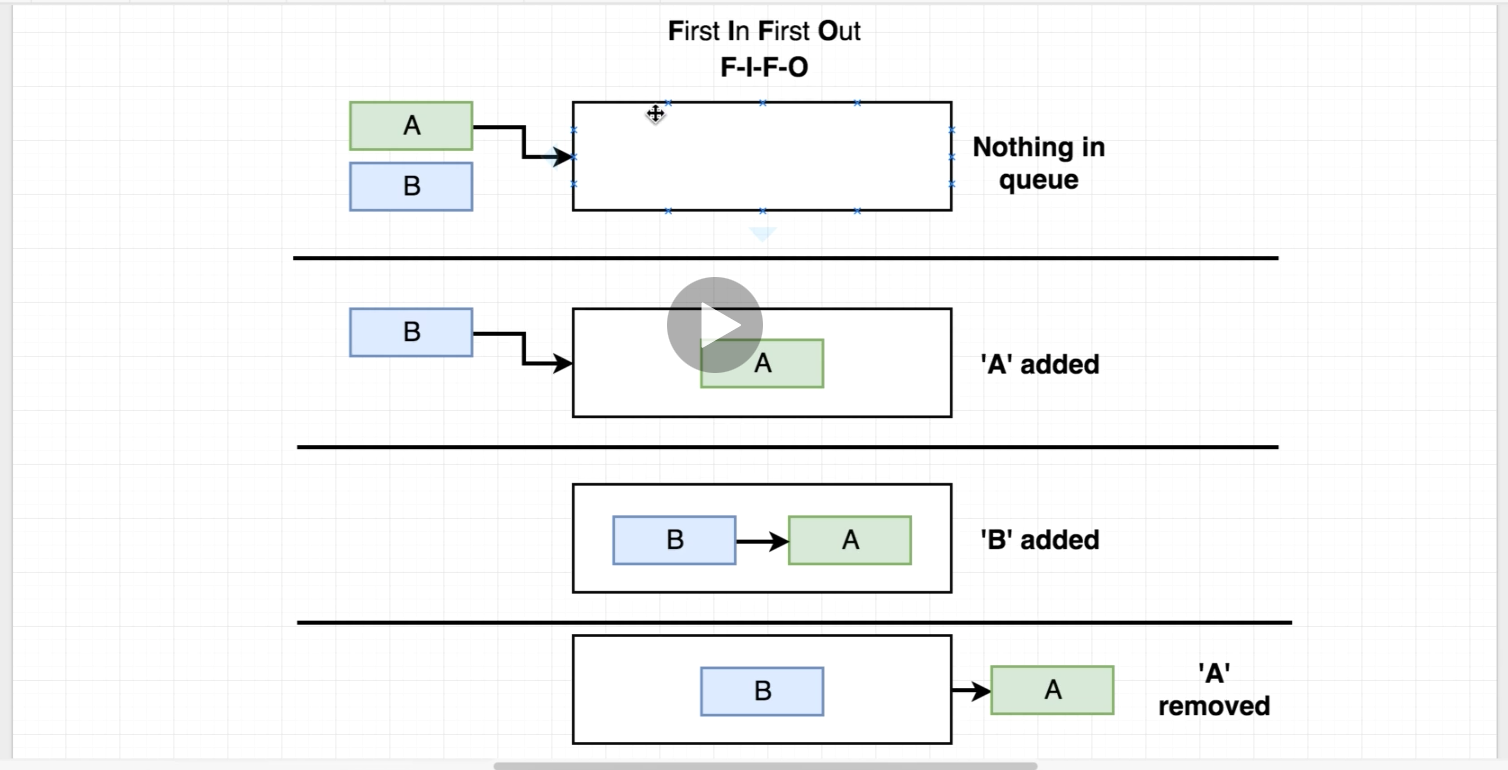 First In First Out
F-I-F-O
A
B
Nothing in
queue
B
A
'A' added
B
A
'B' added
B
A
'A'
removed